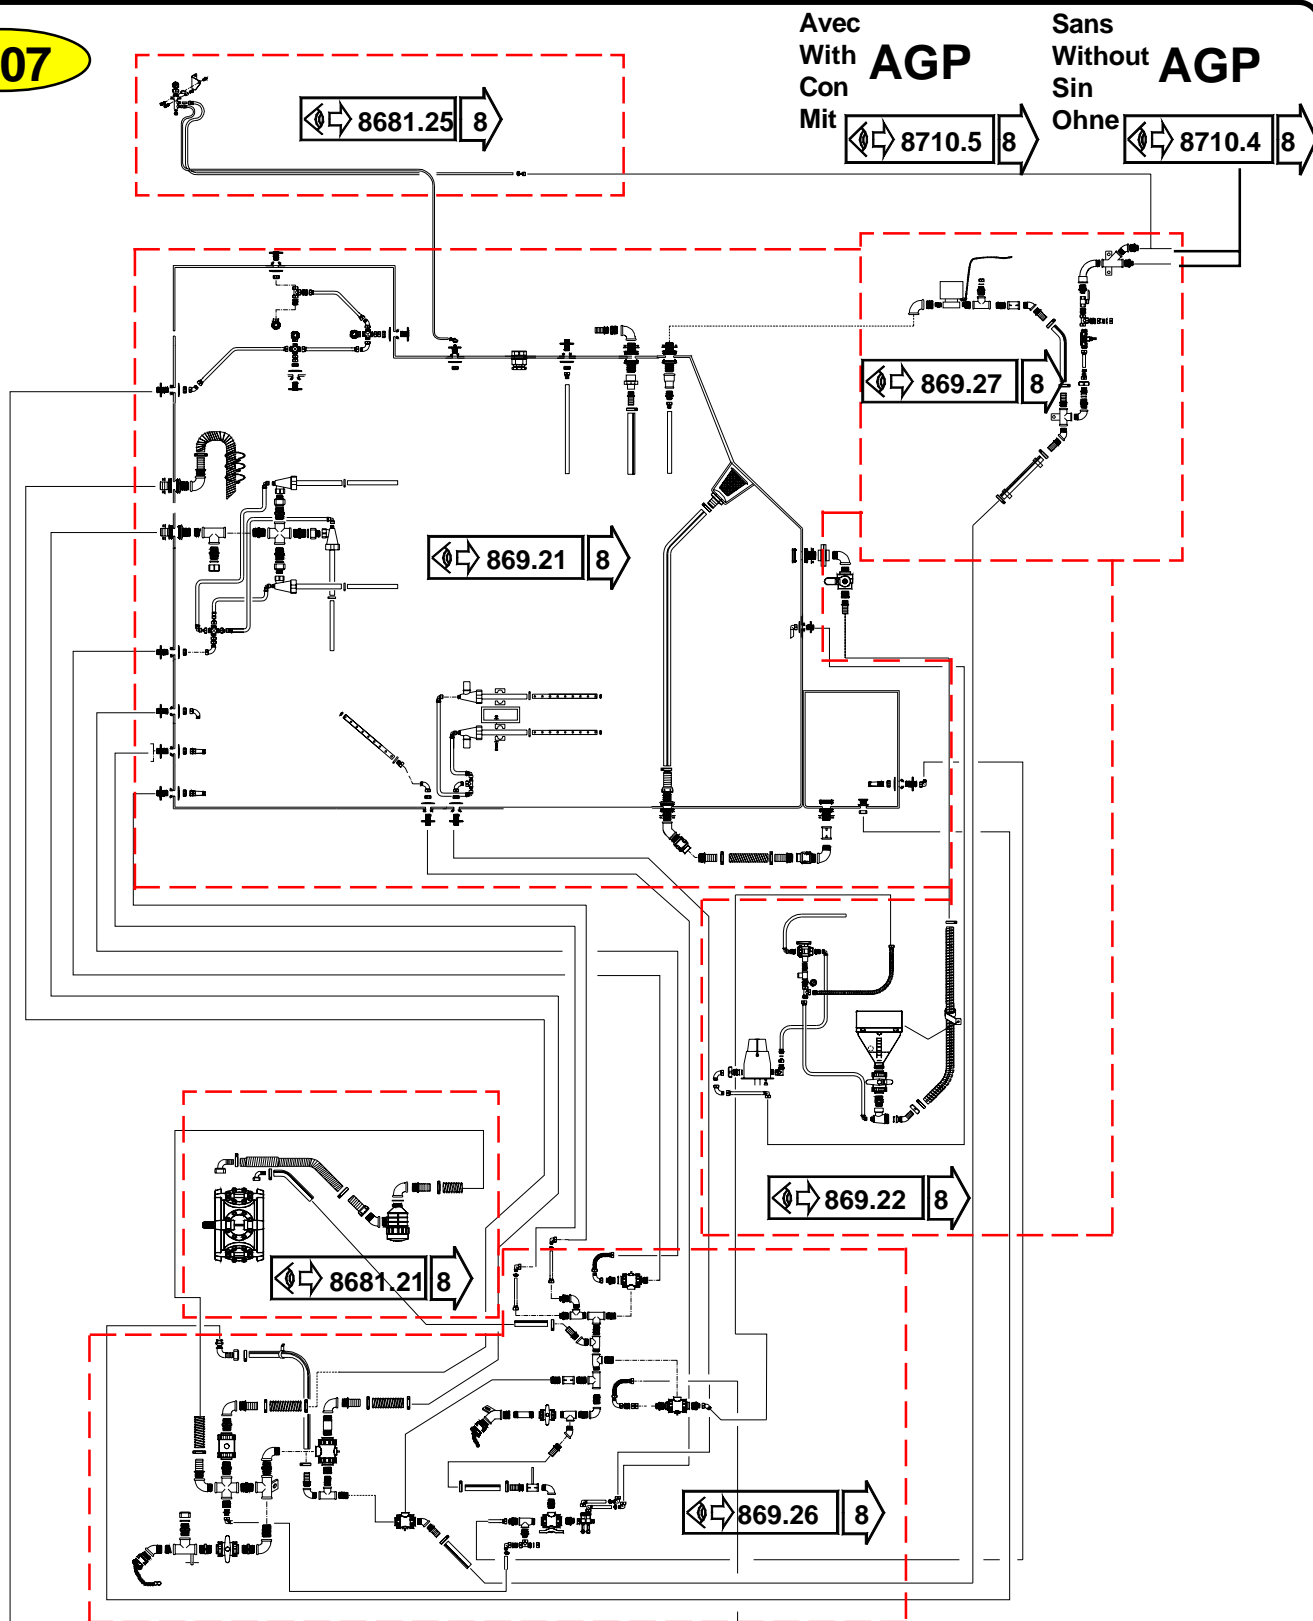 07
Avec
With
Con
Mit
AGP
Sans
Without
Sin
Ohne
AGP
8681.25 8
8710.5 8
8710.4 8
869.27 8
869.21 8
869.22 8
8681.21 8
869.26 8